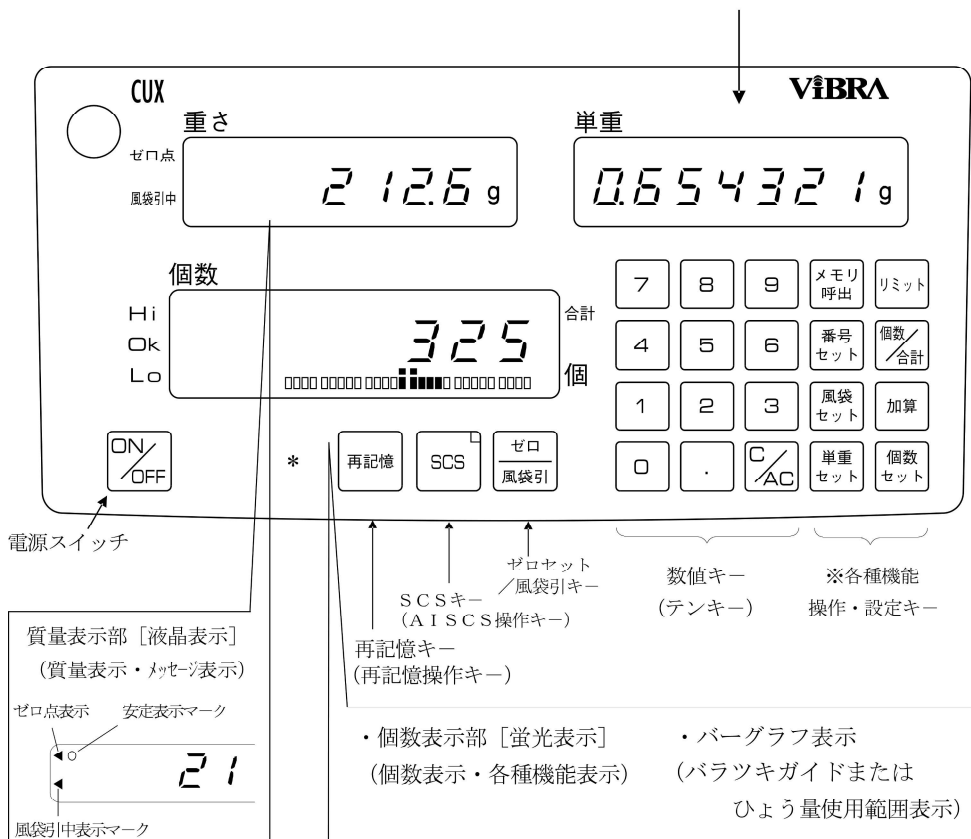 CUX
ViBRA
重さ
単重
ゼロ点
風袋引中
212.6 g
0.654321 g
個数
Hi
Ok
Lo
325
合計
個
7 8 9 メモリ呼出 リミット
4 5 6 番号セット 個数/合計
1 2 3 風袋セット 加算
0 . C/AC 単重セット 個数セット
ON/OFF
*
再記憶
SCS
ゼロ
風袋引
電源スイッチ
ゼロセット
/風袋引キー
SCSキー
(AISCS操作キー)
再記憶キー
(再記憶操作キー)
数値キー
(テンキー)
※各種機能
操作・設定キー
質量表示部［液晶表示］
(質量表示・メッセージ表示)
ゼロ点表示 安定表示マーク
21
風袋引中表示マーク
・個数表示部［蛍光表示］
(個数表示・各種機能表示)
・バーグラフ表示
(バラツキガイドまたは
ひょう量使用範囲表示)